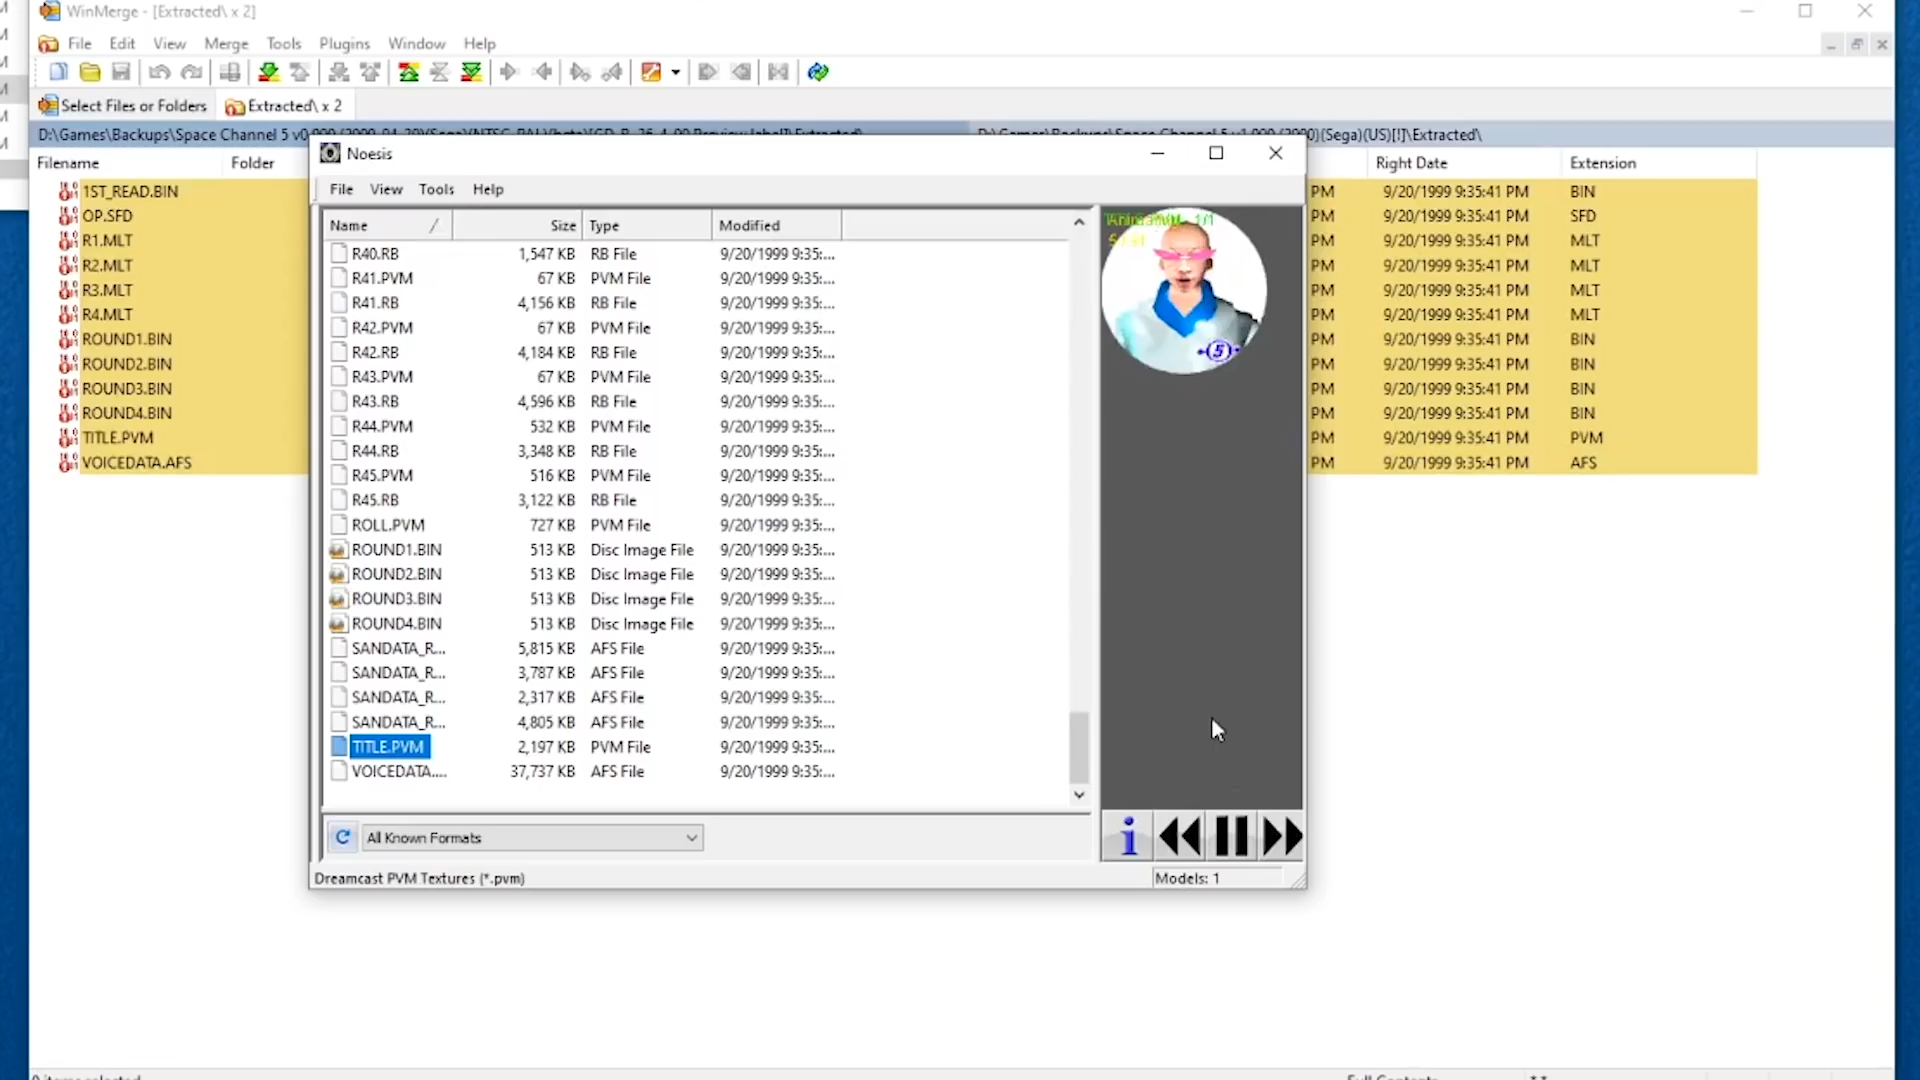 WinMerge - [Extracted\ x 2]
File Edit View Merge Tools Plugins Window Help
Select Files or Folders Extracted\ x 2
Filename Folder Right Date Extension
1ST_READ.BIN PM 9/20/1999 9:35:41 PM BIN
OP.SFD PM 9/20/1999 9:35:41 PM SFD
R1.MLT PM 9/20/1999 9:35:41 PM MLT
R2.MLT PM 9/20/1999 9:35:41 PM MLT
R3.MLT PM 9/20/1999 9:35:41 PM MLT
R4.MLT PM 9/20/1999 9:35:41 PM MLT
ROUND1.BIN PM 9/20/1999 9:35:41 PM BIN
ROUND2.BIN PM 9/20/1999 9:35:41 PM BIN
ROUND3.BIN PM 9/20/1999 9:35:41 PM BIN
ROUND4.BIN PM 9/20/1999 9:35:41 PM BIN
TITLE.PVM PM 9/20/1999 9:35:41 PM PVM
VOICEDATA.AFS PM 9/20/1999 9:35:41 PM AFS
Noesis
File View Tools Help
Name Size Type Modified
R40.RB 1,547 KB RB File 9/20/1999 9:35:...
R41.PVM 67 KB PVM File 9/20/1999 9:35:...
R41.RB 4,156 KB RB File 9/20/1999 9:35:...
R42.PVM 67 KB PVM File 9/20/1999 9:35:...
R42.RB 4,184 KB RB File 9/20/1999 9:35:...
R43.PVM 67 KB PVM File 9/20/1999 9:35:...
R43.RB 4,596 KB RB File 9/20/1999 9:35:...
R44.PVM 532 KB PVM File 9/20/1999 9:35:...
R44.RB 3,348 KB RB File 9/20/1999 9:35:...
R45.PVM 516 KB PVM File 9/20/1999 9:35:...
R45.RB 3,122 KB RB File 9/20/1999 9:35:...
ROLL.PVM 727 KB PVM File 9/20/1999 9:35:...
ROUND1.BIN 513 KB Disc Image File 9/20/1999 9:35:...
ROUND2.BIN 513 KB Disc Image File 9/20/1999 9:35:...
ROUND3.BIN 513 KB Disc Image File 9/20/1999 9:35:...
ROUND4.BIN 513 KB Disc Image File 9/20/1999 9:35:...
SANDATA_R... 5,815 KB AFS File 9/20/1999 9:35:...
SANDATA_R... 3,787 KB AFS File 9/20/1999 9:35:...
SANDATA_R... 2,317 KB AFS File 9/20/1999 9:35:...
SANDATA_R... 4,805 KB AFS File 9/20/1999 9:35:...
TITLE.PVM 2,197 KB PVM File 9/20/1999 9:35:...
VOICEDATA.... 37,737 KB AFS File 9/20/1999 9:35:...
5
All Known Formats
Dreamcast PVM Textures (*.pvm) Models: 1